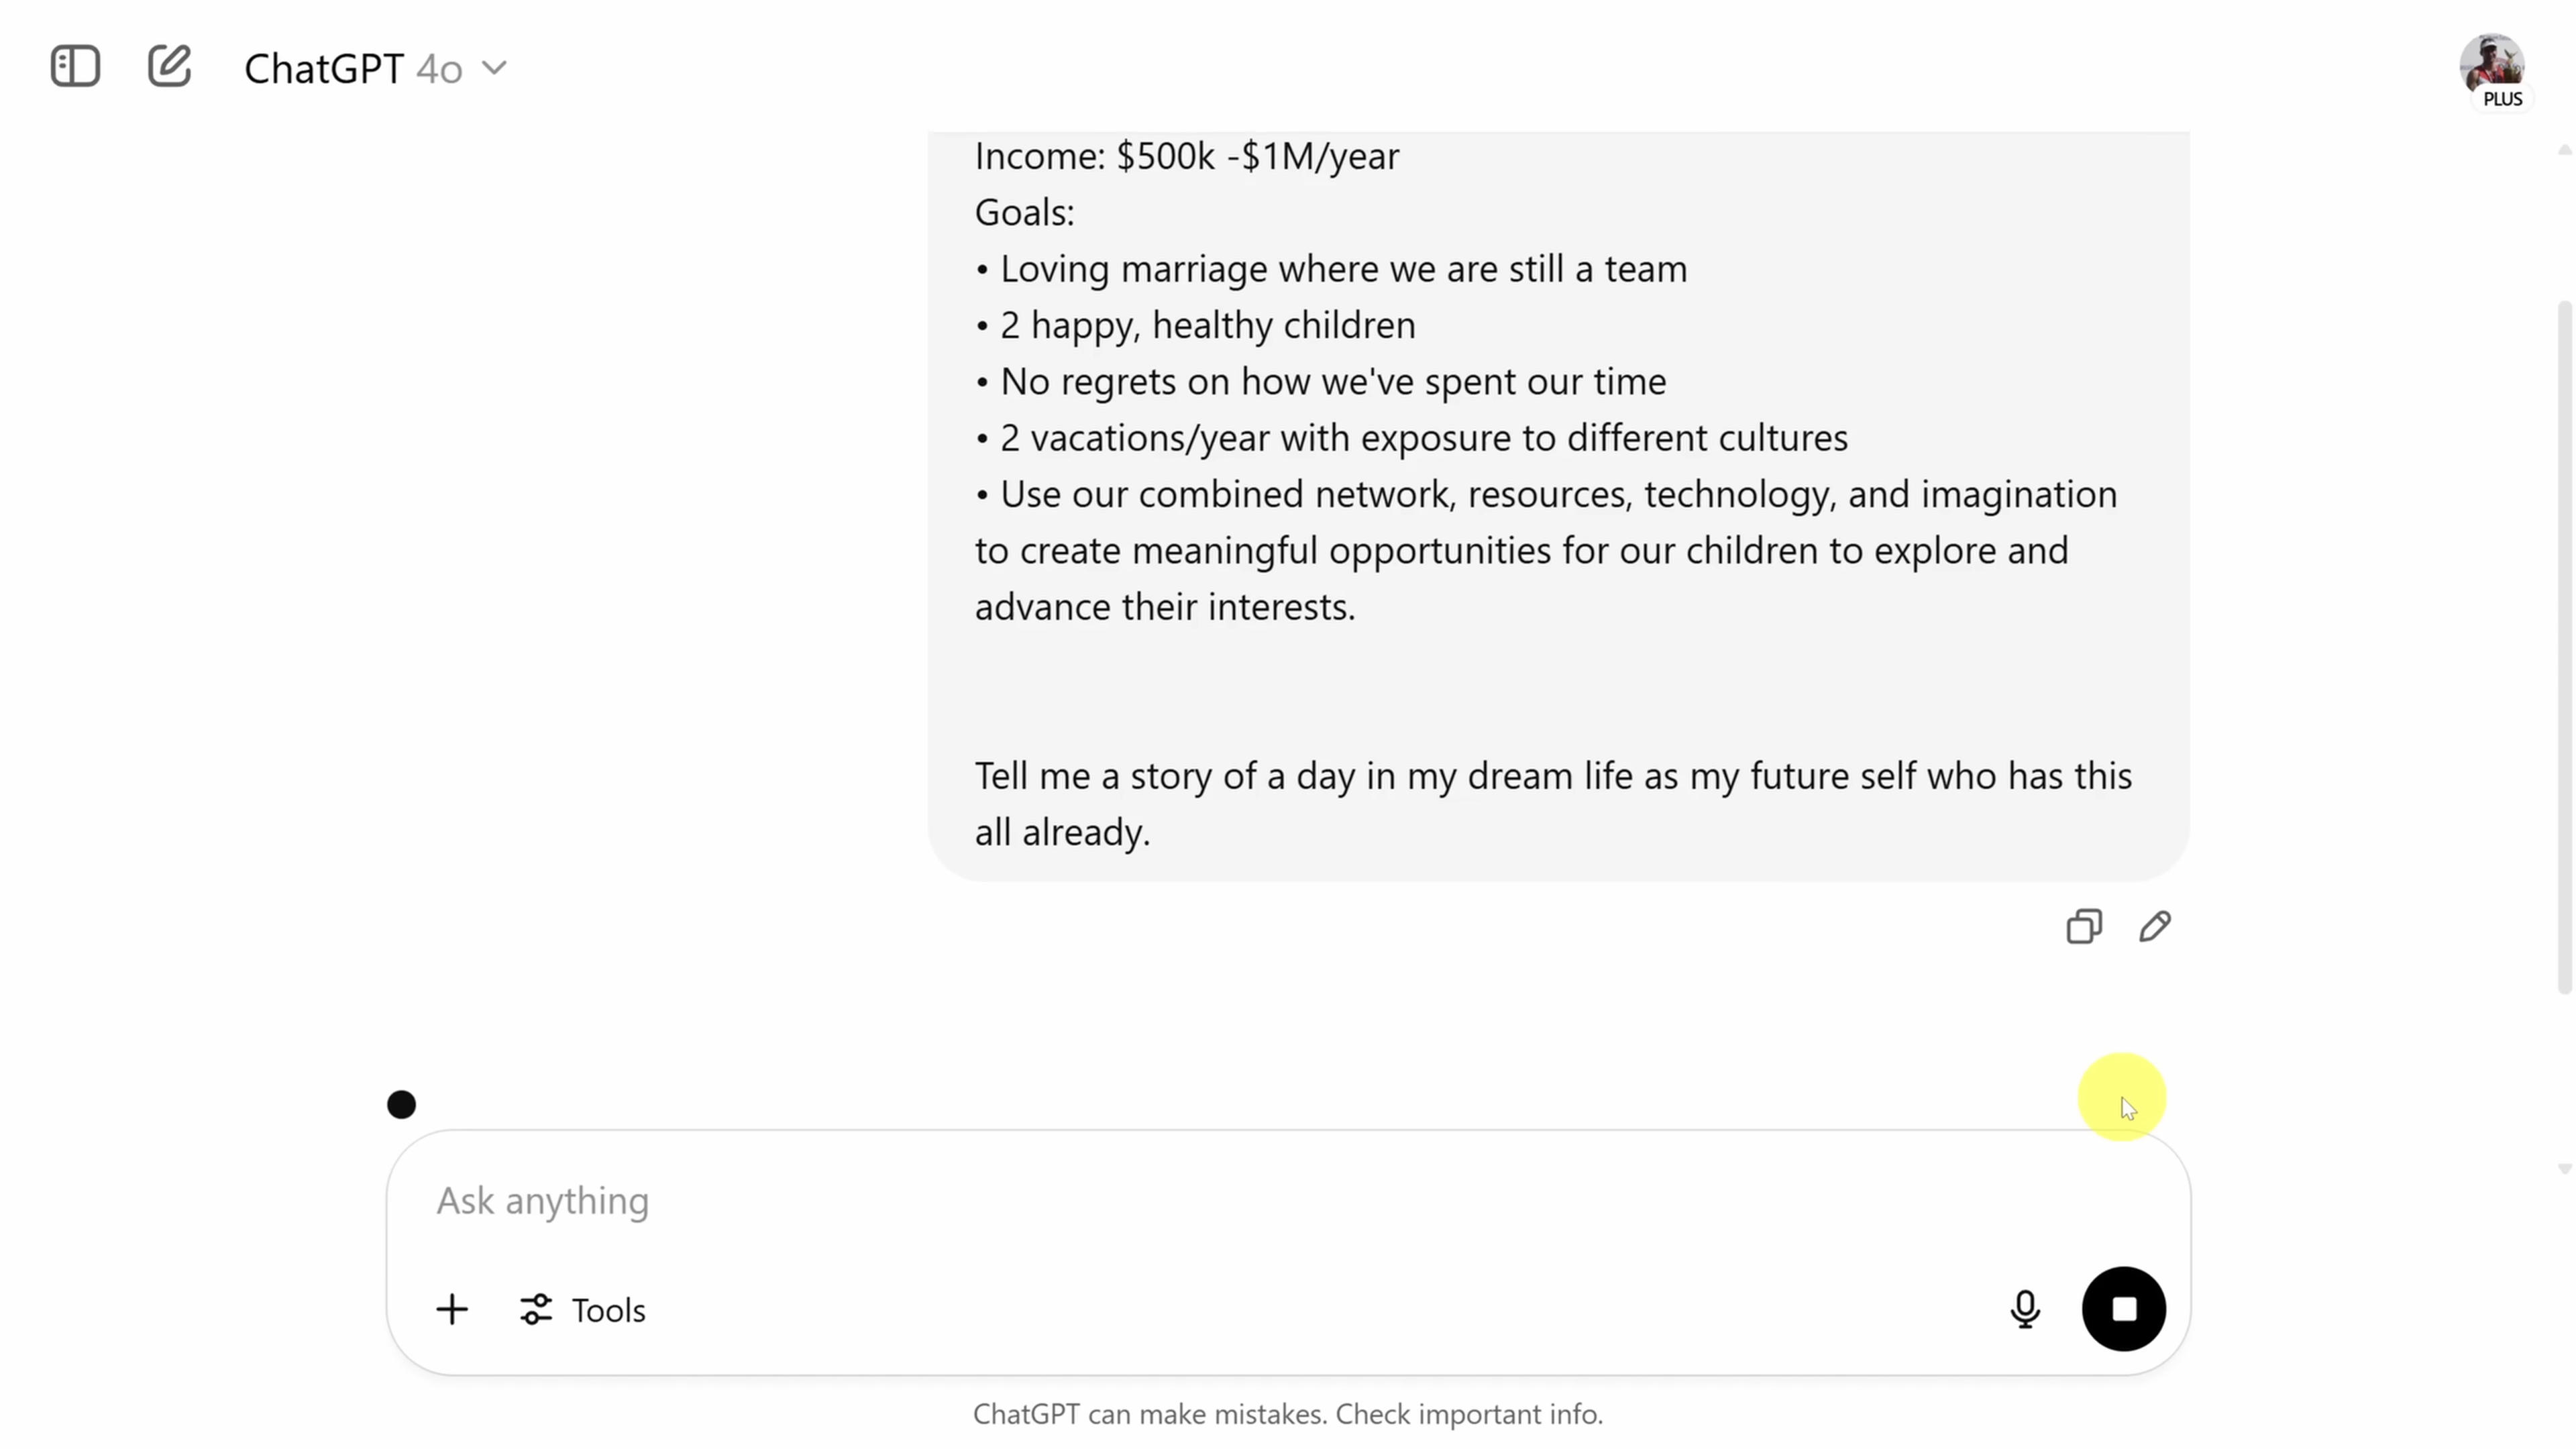 ChatGPT 4o
PLUS
Income: $500k -$1M/year
Goals:
• Loving marriage where we are still a team
• 2 happy, healthy children
• No regrets on how we've spent our time
• 2 vacations/year with exposure to different cultures
• Use our combined network, resources, technology, and imagination
to create meaningful opportunities for our children to explore and
advance their interests.
Tell me a story of a day in my dream life as my future self who has this
all already.
Ask anything
Tools
ChatGPT can make mistakes. Check important info.